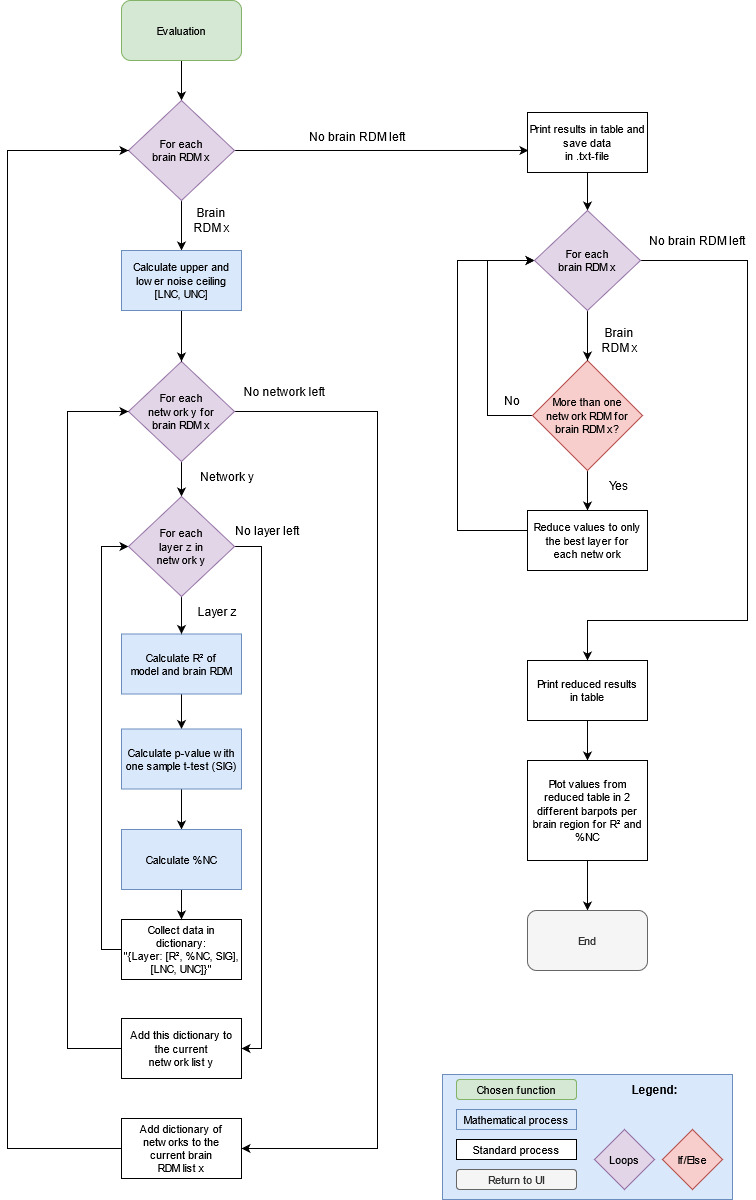 Evaluation
For each
brain RDM x
No brain RDM left
Brain
RDM x
Calculate upper and
lower noise ceiling
[LNC, UNC]
For each
network y for
brain RDM x
No network left
Network y
For each
layer z in
network y
No layer left
Layer z
Calculate R² of
model and brain RDM
Calculate p-value with
one sample t-test (SIG)
Calculate %NC
Collect data in
dictionary:
"{Layer: [R², %NC, SIG],
[LNC, UNC]}"
Add this dictionary to
the current
network list y
Add dictionary of
networks to the
current brain
RDM list x
Print results in table and
save data
in .txt-file
For each
brain RDM x
No brain RDM left
Brain
RDM x
More than one
network RDM for
brain RDM x?
No
Yes
Reduce values to only
the best layer for
each network
Print reduced results
in table
Plot values from
reduced table in 2
different barpots per
brain region for R² and
%NC
End
Legend:
Chosen function
Mathematical process
Standard process
Return to UI
Loops
If/Else